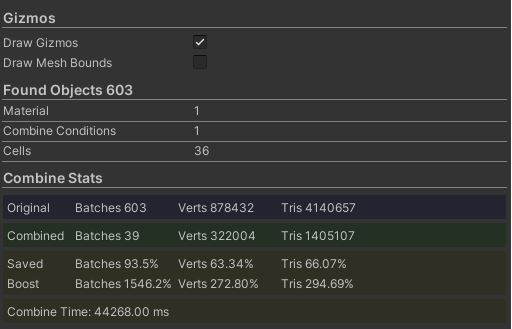 Gizmos
Draw Gizmos
Draw Mesh Bounds
Found Objects 603
Material 1
Combine Conditions 1
Cells 36
Combine Stats
Original Batches 603 Verts 878432 Tris 4140657
Combined Batches 39 Verts 322004 Tris 1405107
Saved Batches 93.5% Verts 63.34% Tris 66.07%
Boost Batches 1546.2% Verts 272.80% Tris 294.69%
Combine Time: 44268.00 ms